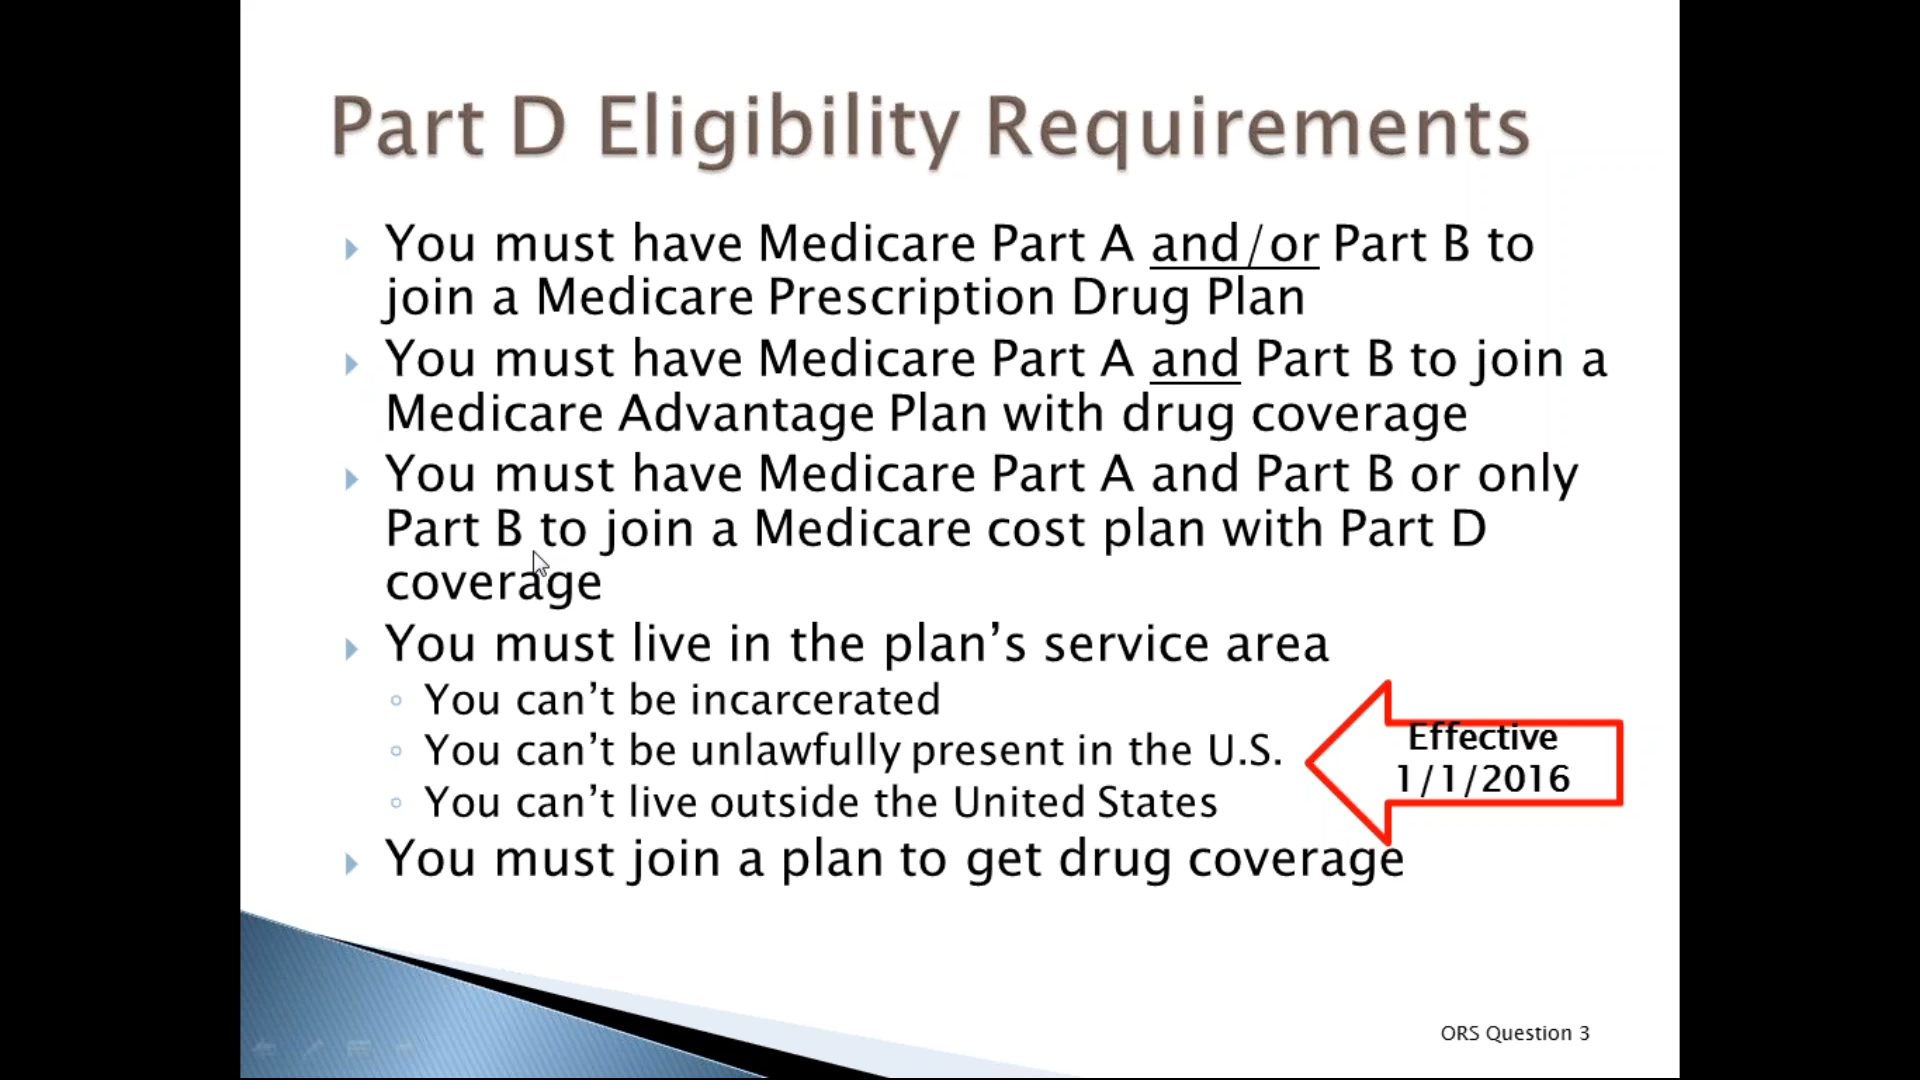 Part D Eligibility Requirements
You must have Medicare Part A and/or Part B to
join a Medicare Prescription Drug Plan
You must have Medicare Part A and Part B to join a
Medicare Advantage Plan with drug coverage
You must have Medicare Part A and Part B or only
Part B to join a Medicare cost plan with Part D
coverage
You must live in the plan’s service area
You can’t be incarcerated
You can’t be unlawfully present in the U.S.
Effective
1/1/2016
You can’t live outside the United States
You must join a plan to get drug coverage
ORS Question 3